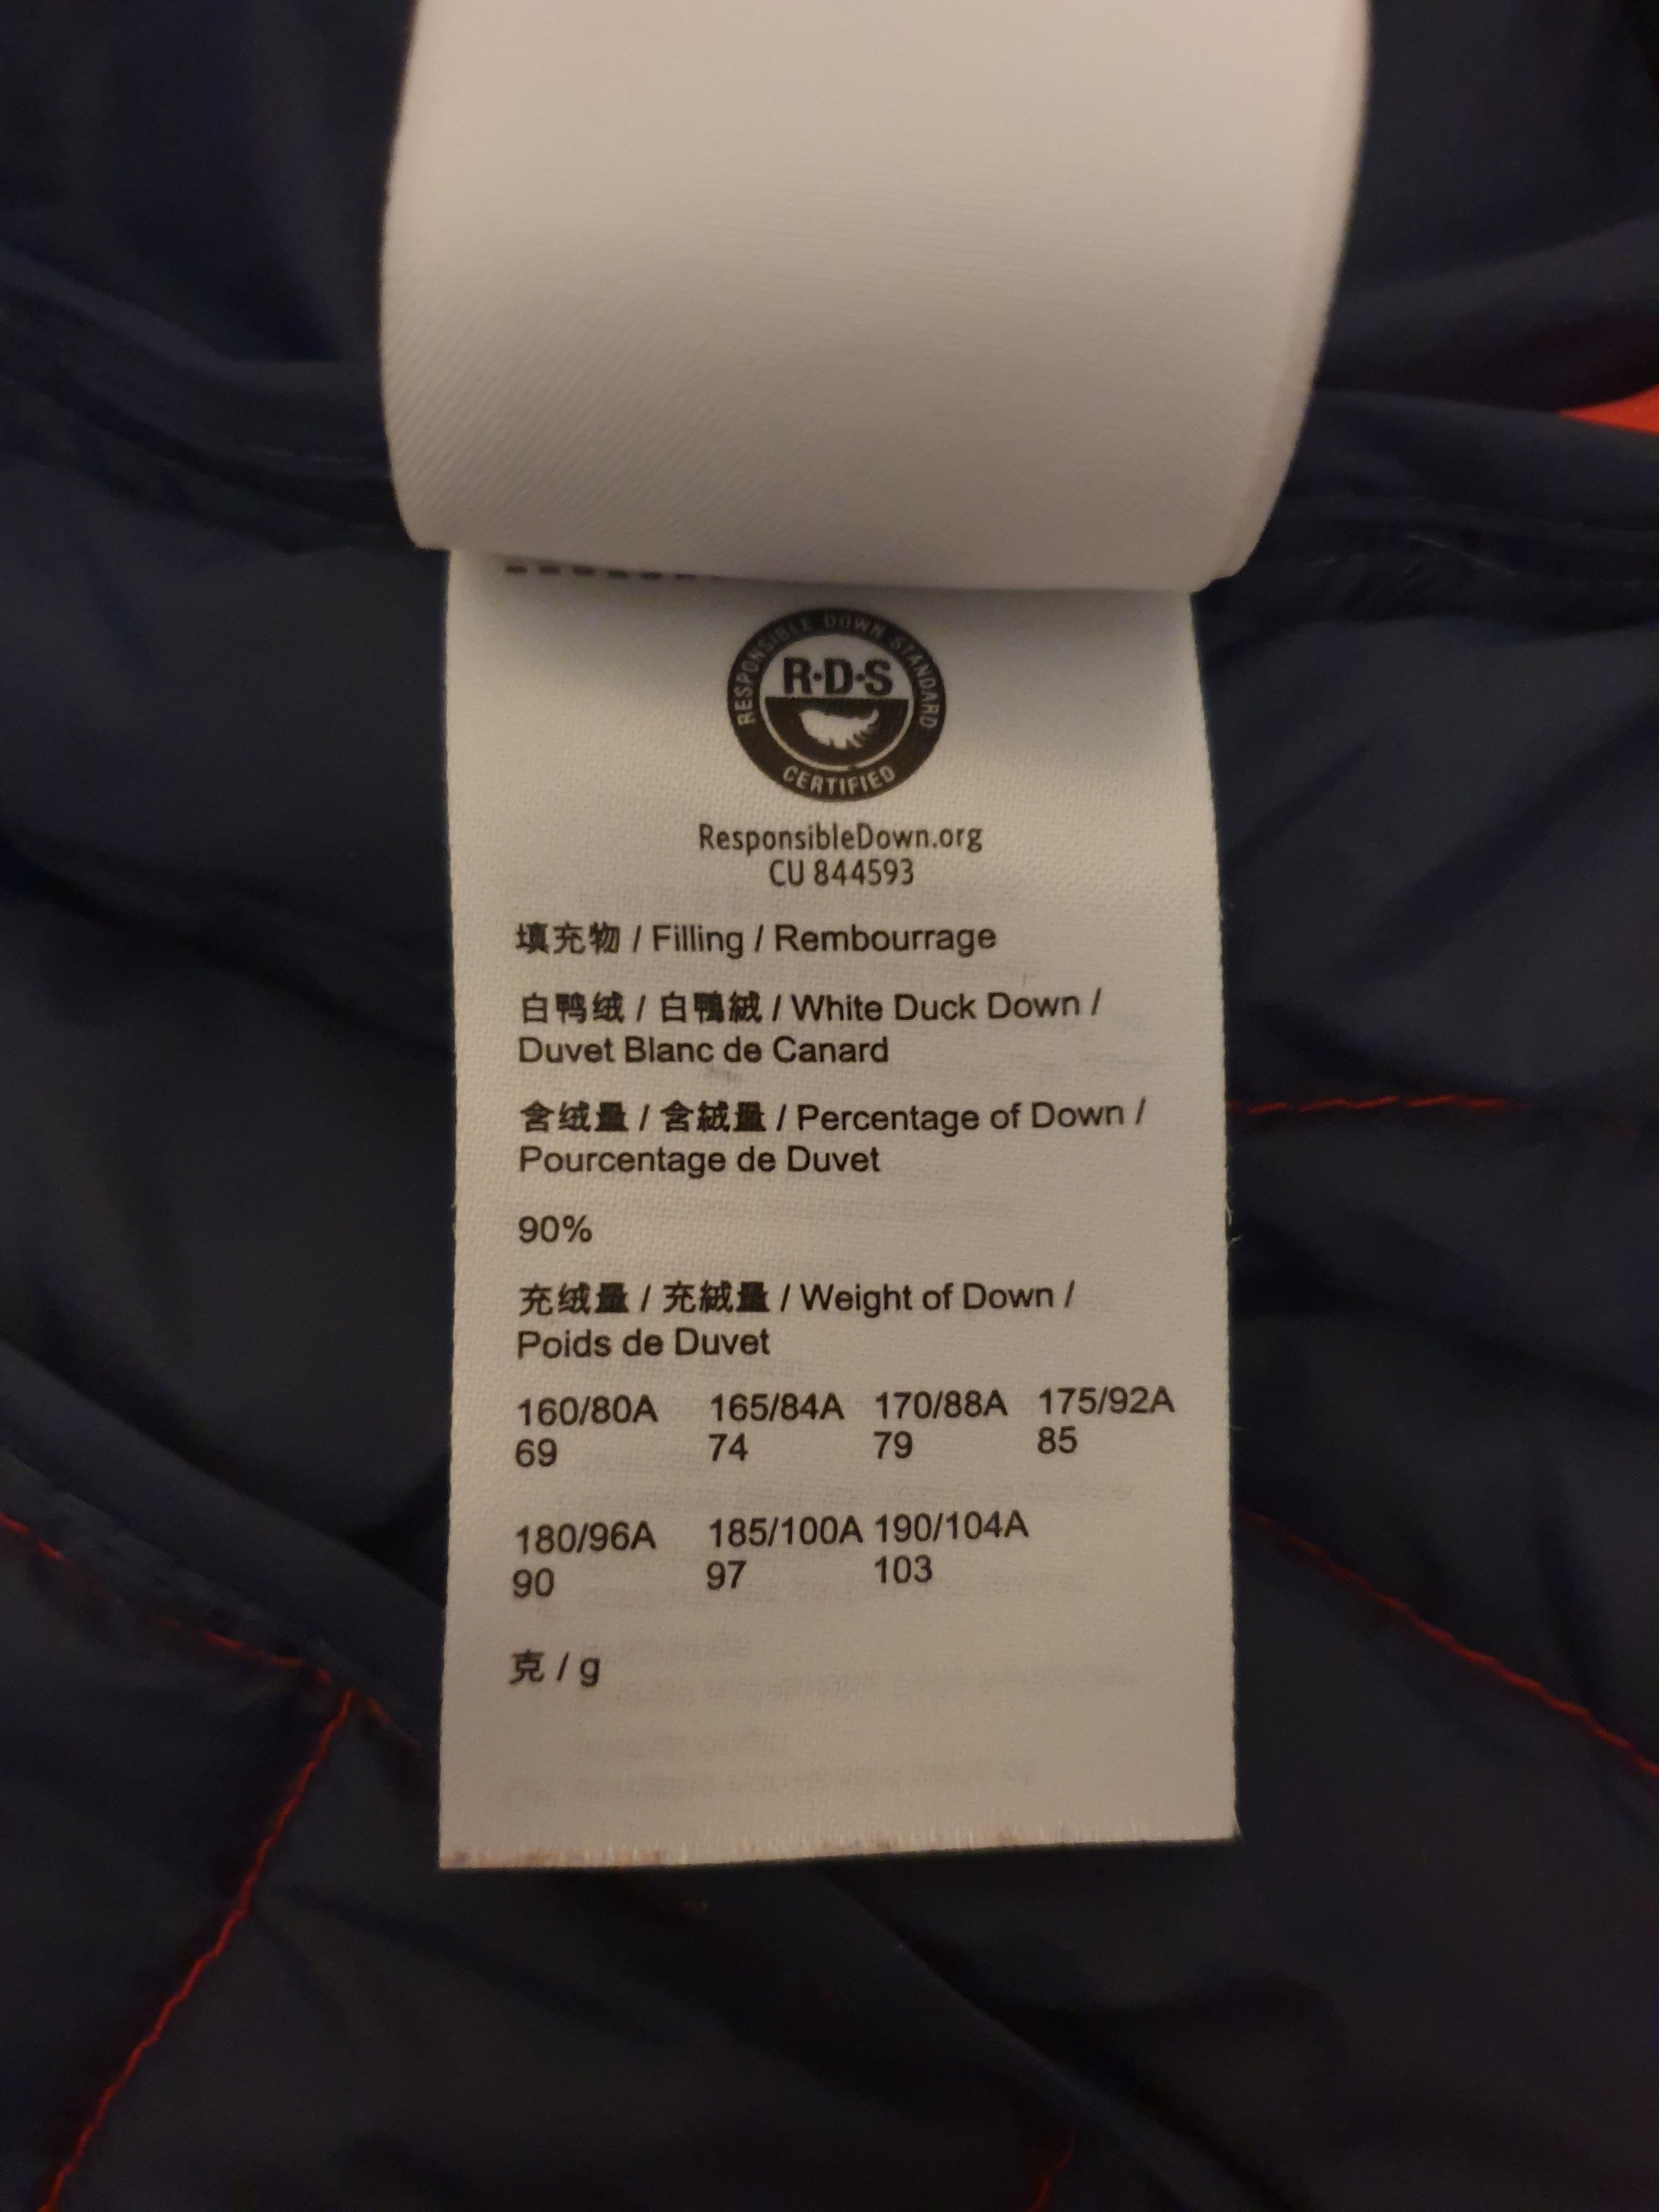 RESPONSIBLE DOWN STANDARD
R·D·S
CERTIFIED
ResponsibleDown.org
CU 844593
填充物 / Filling / Rembourrage
白鸭绒 / 白鴨絨 / White Duck Down /
Duvet Blanc de Canard
含绒量 / 含絨量 / Percentage of Down /
Pourcentage de Duvet
90%
充绒量 / 充絨量 / Weight of Down /
Poids de Duvet
160/80A 165/84A 170/88A 175/92A
69 74 79 85
180/96A 185/100A 190/104A
90 97 103
克 / g